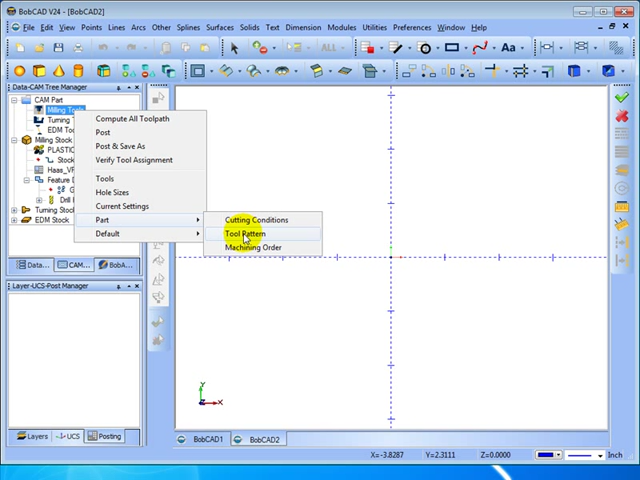 BobCAD V24 - [BobCAD2]
File Edit View Points Lines Arcs Other Splines Surfaces Solids Dimension Modules Utilities Preferences Window Help
ALL
Aa
Data-CAM Tree Manager
CAM Part
Milling Tools
Turning
EDM Too
Milling Stock
PLASTIC
Stock
Haas_VF
Feature D
G
Drill
Turning Stock
EDM Stock
Compute All Toolpath
Post
Post & Save As
Verify Tool Assignment
Tools
Hole Sizes
Current Settings
Part
Default
Cutting Conditions
Tool Pattern
Machining Order
Data... CAM... BobA...
Layer-UCS-Post Manager
Y
X
Z
Layers UCS Posting
BobCAD1 BobCAD2
X=-3.8287 Y=2.3111 Z=0.0000 Inch